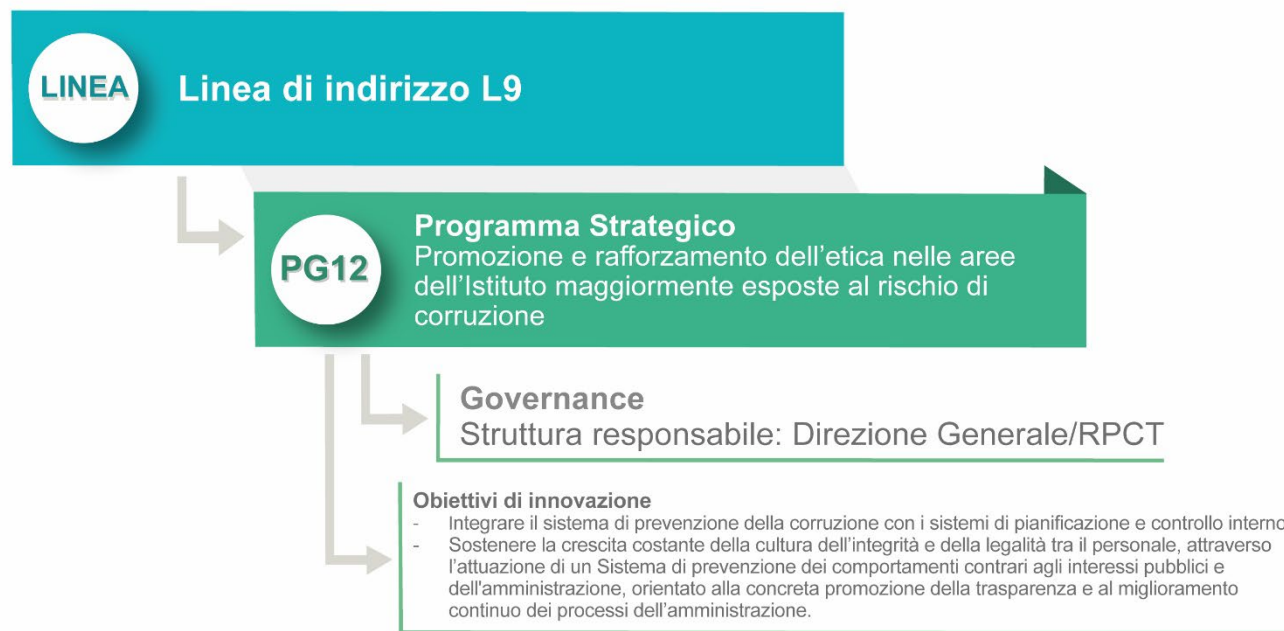 LINEA
Linea di indirizzo L9
PG12
Programma Strategico
Promozione e rafforzamento dell’etica nelle aree
dell’Istituto maggiormente esposte al rischio di
corruzione
Governance
Struttura responsabile: Direzione Generale/RPCT
Obiettivi di innovazione
- Integrare il sistema di prevenzione della corruzione con i sistemi di pianificazione e controllo interno
- Sostenere la crescita costante della cultura dell’integrità e della legalità tra il personale, attraverso
l’attuazione di un Sistema di prevenzione dei comportamenti contrari agli interessi pubblici e
dell'amministrazione, orientato alla concreta promozione della trasparenza e al miglioramento
continuo dei processi dell’amministrazione.